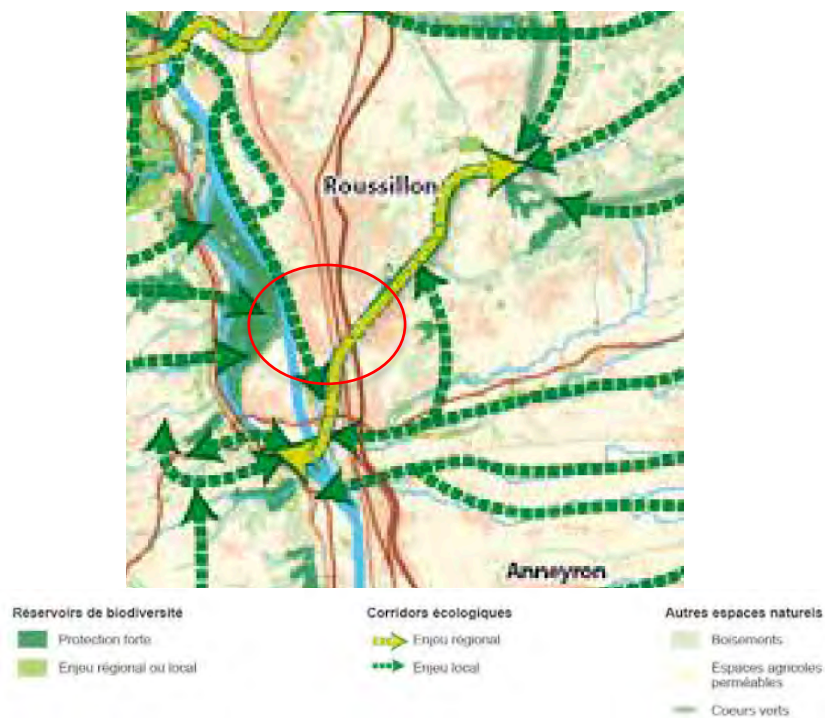 Roussillon
Anneyron
Réservoirs de biodiversité
Protection forte
Enjeu régional ou local
Corridors écologiques
Enjeu régional
Enjeu local
Autres espaces naturels
Boisements
Espaces agricoles
perméables
Coeurs verts